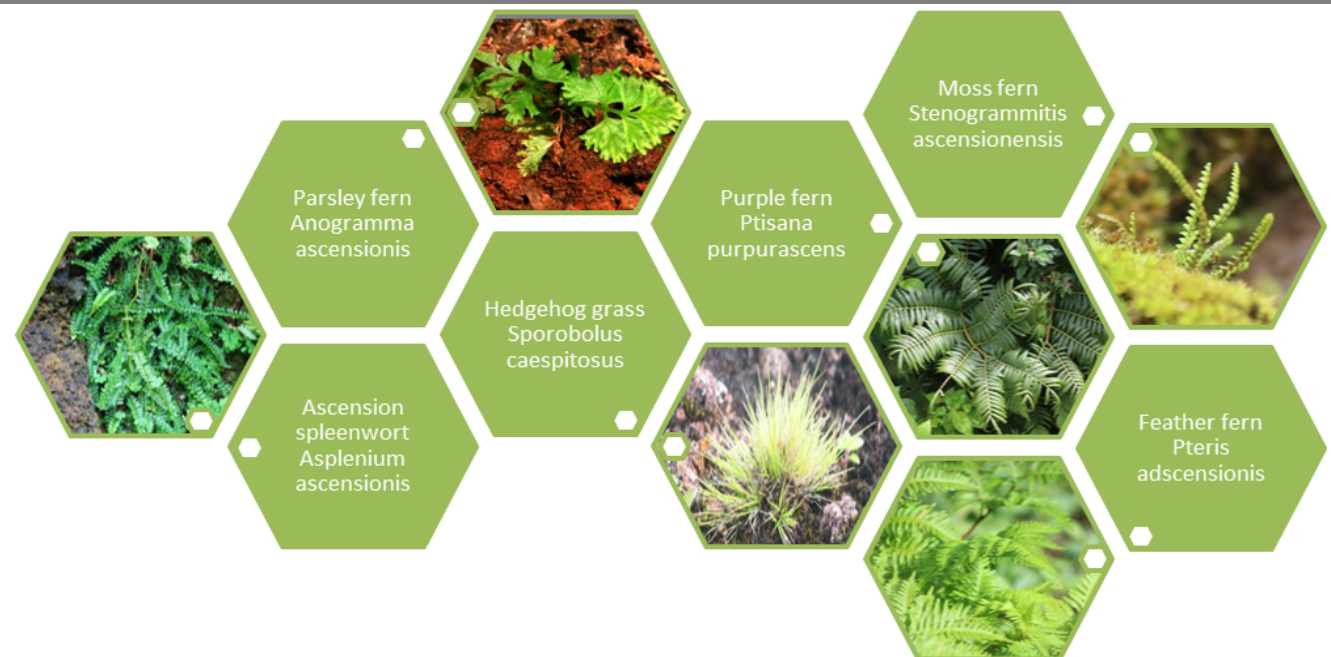 Parsley fern
Anogramma
ascensionis
Ascension
spleenwort
Asplenium
ascensionis
Hedgehog grass
Sporobolus
caespitosus
Purple fern
Ptisana
purpurascens
Moss fern
Stenogrammitis
ascensionensis
Feather fern
Pteris
adscensionis